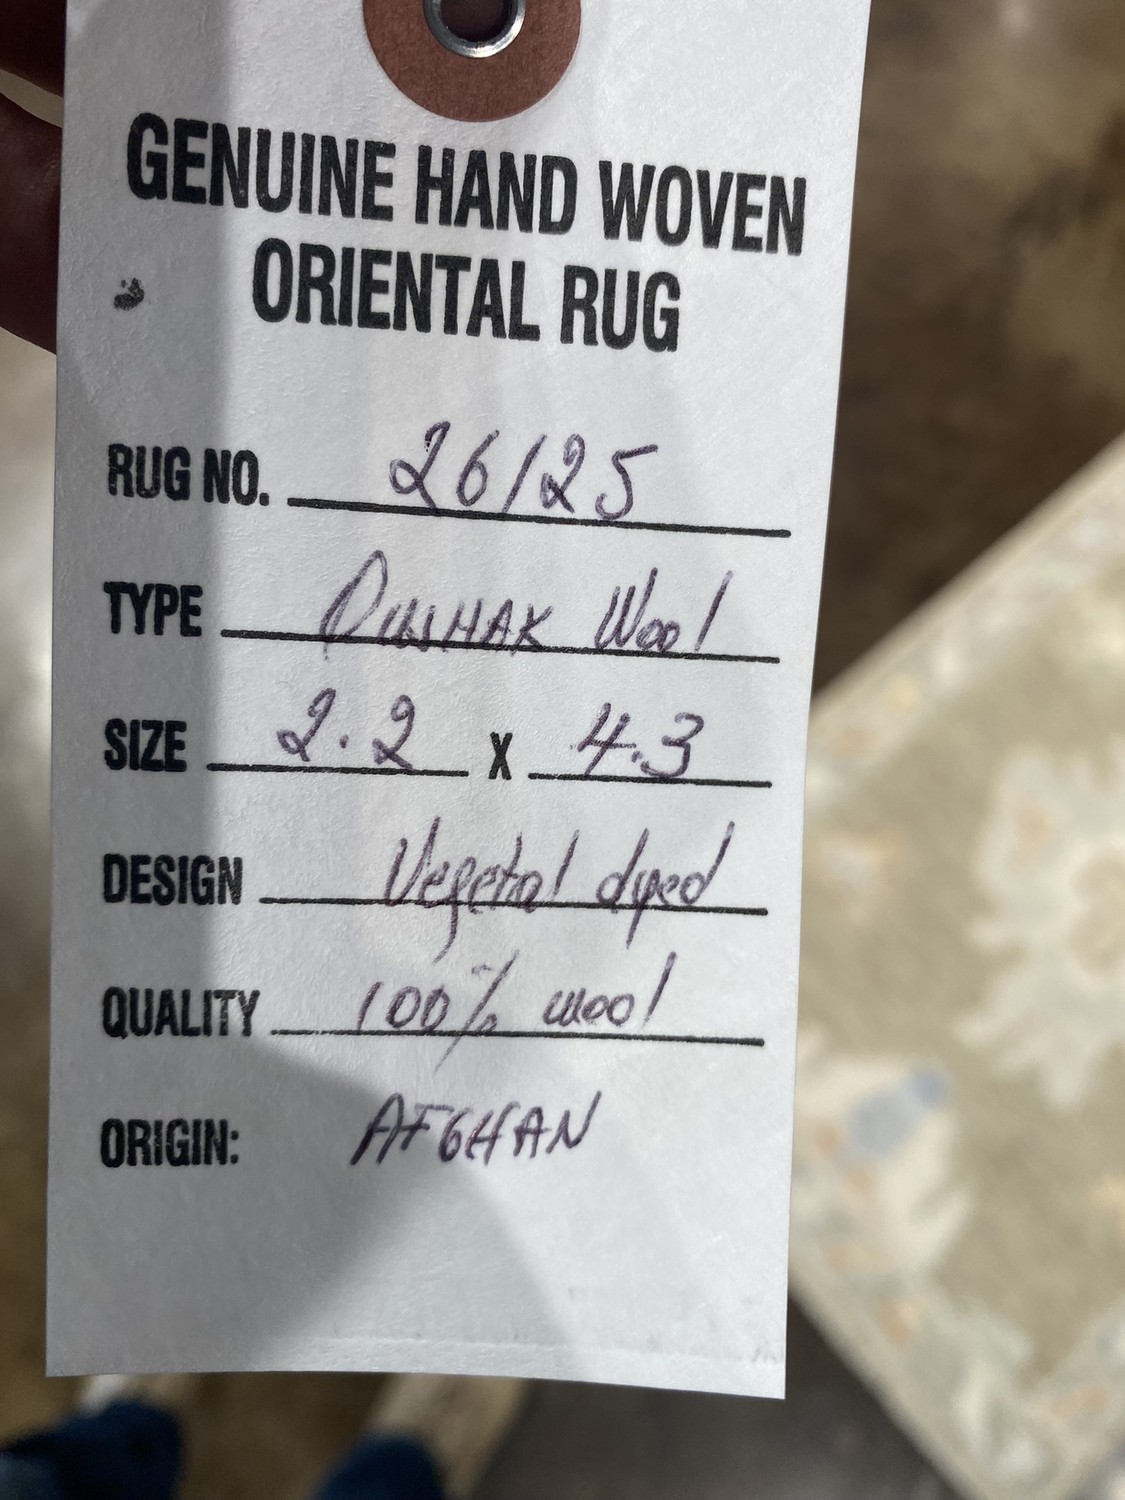 GENUINE HAND WOVEN
ORIENTAL RUG
RUG NO. 26125
TYPE Wool
SIZE 2.2 X 4.3
DESIGN Vegetal dyed
QUALITY 100% wool
ORIGIN: AFGHAN